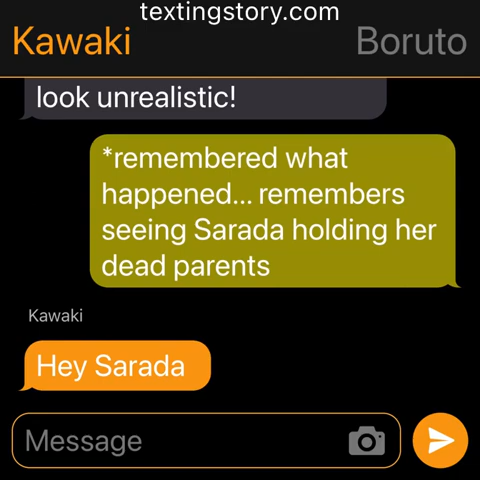 textingstory.com
Kawaki Boruto
look unrealistic!
*remembered what
happened... remembers
seeing Sarada holding her
dead parents
Kawaki
Hey Sarada
Message